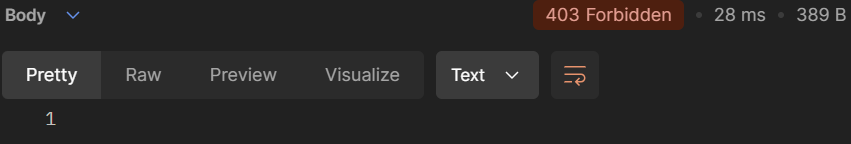 Body 403 Forbidden • 28 ms • 389 B
Pretty Raw Preview Visualize Text
1